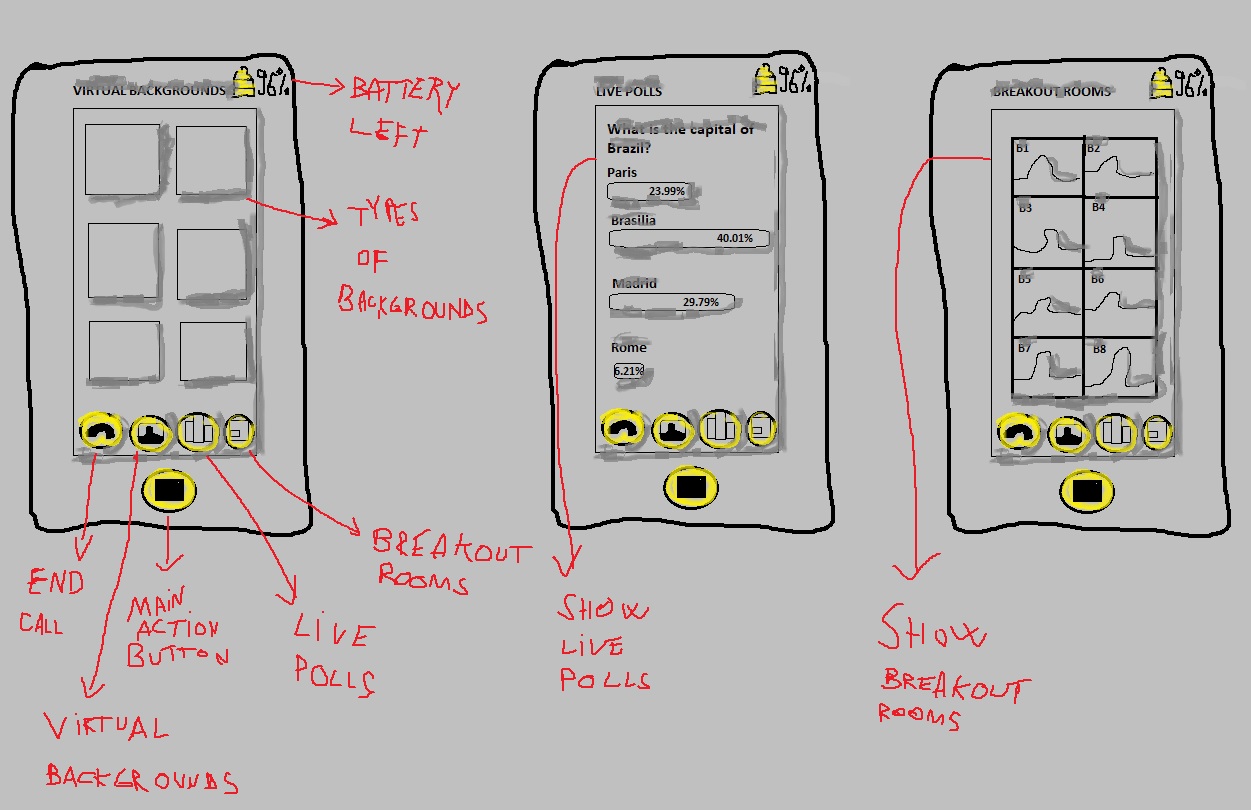 VIRTUAL BACKGROUNDS
96%
BATTERY
LEFT
TYPES
OF
BACKGROUNDS
END
CALL
MAIN
ACTION
BUTTON
VIRTUAL
BACKGROUNDS
LIVE
POLLS
BREAKOUT
ROOMS
LIVE POLLS
96%
What is the capital of
Brazil?
Paris
23.99%
Brasilia
40.01%
Madrid
29.79%
Rome
6.21%
SHOW
LIVE
POLLS
BREAKOUT ROOMS
96%
B1 B2
B3 B4
B5 B6
B7 B8
SHOW
BREAKOUT
ROOMS